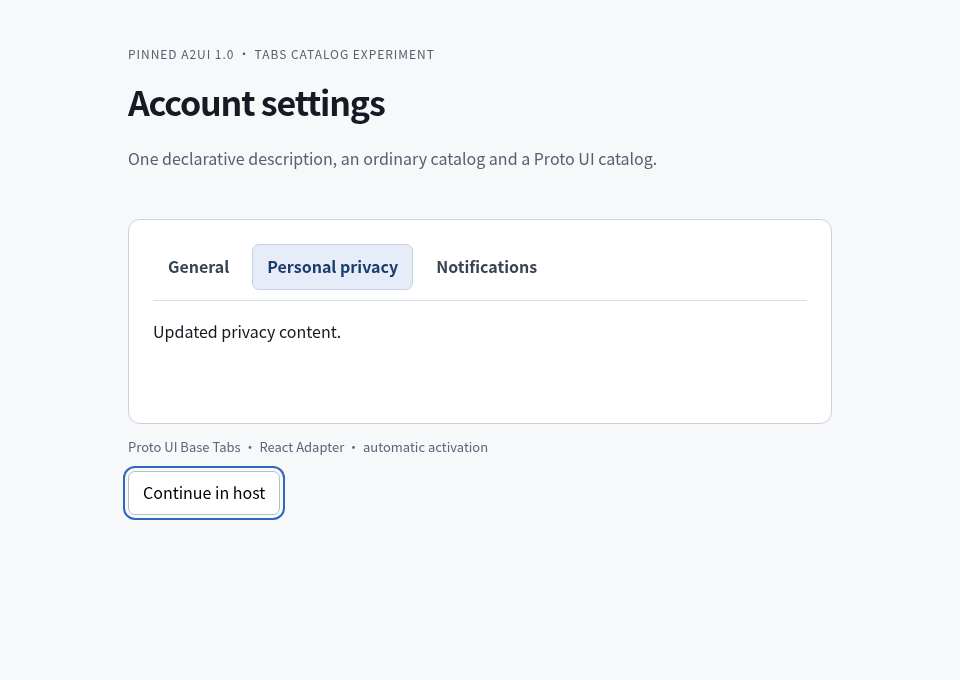 PINNED A2UI 1.0 • TABS CATALOG EXPERIMENT
Account settings
One declarative description, an ordinary catalog and a Proto UI catalog.
General Personal privacy Notifications
Updated privacy content.
Proto UI Base Tabs • React Adapter • automatic activation
Continue in host